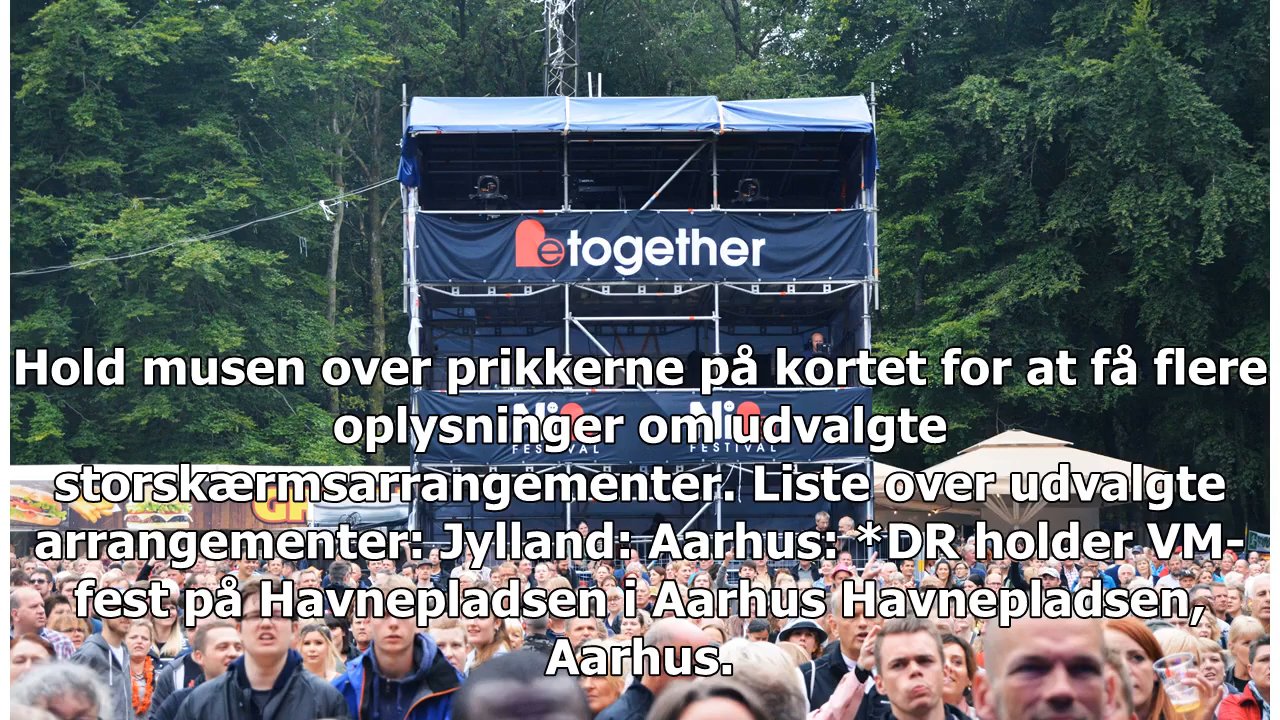 Betogether
Hold musen over prikkerne på kortet for at få flere
oplysninger om udvalgte
FESTIVAL FESTIVAL
storskærmsarrangementer. Liste over udvalgte
arrangementer: Jylland: Aarhus: *DR holder VM-
fest på Havnepladsen i Aarhus Havnepladsen,
Aarhus.